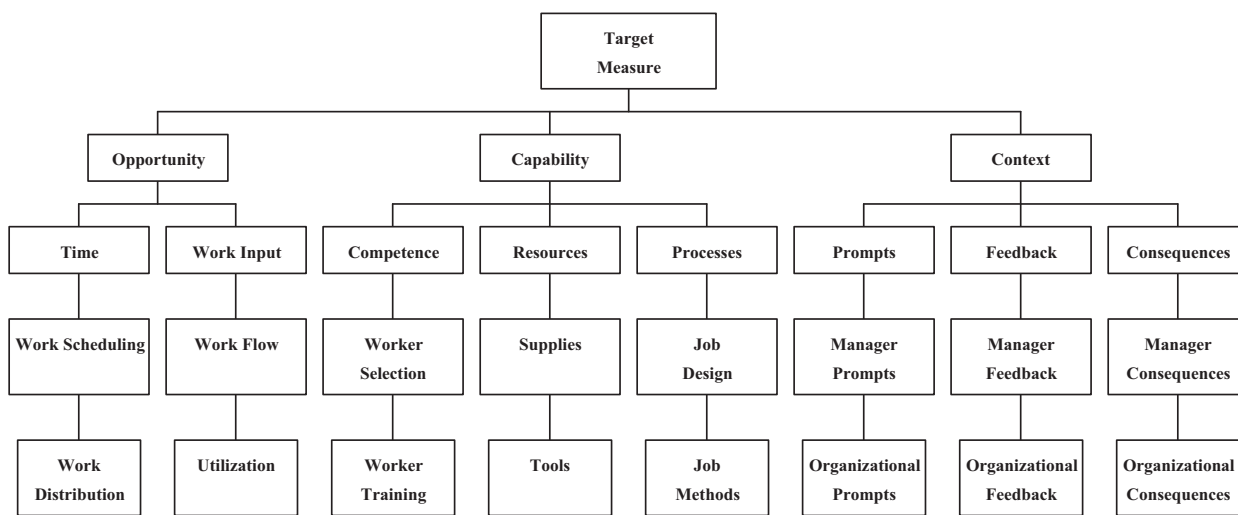 Target
Measure
Opportunity
Capability
Context
Time
Work Input
Competence
Resources
Processes
Prompts
Feedback
Consequences
Work Scheduling
Work Flow
Worker
Selection
Supplies
Job
Design
Manager
Prompts
Manager
Feedback
Manager
Consequences
Work
Distribution
Utilization
Worker
Training
Tools
Job
Methods
Organizational
Prompts
Organizational
Feedback
Organizational
Consequences